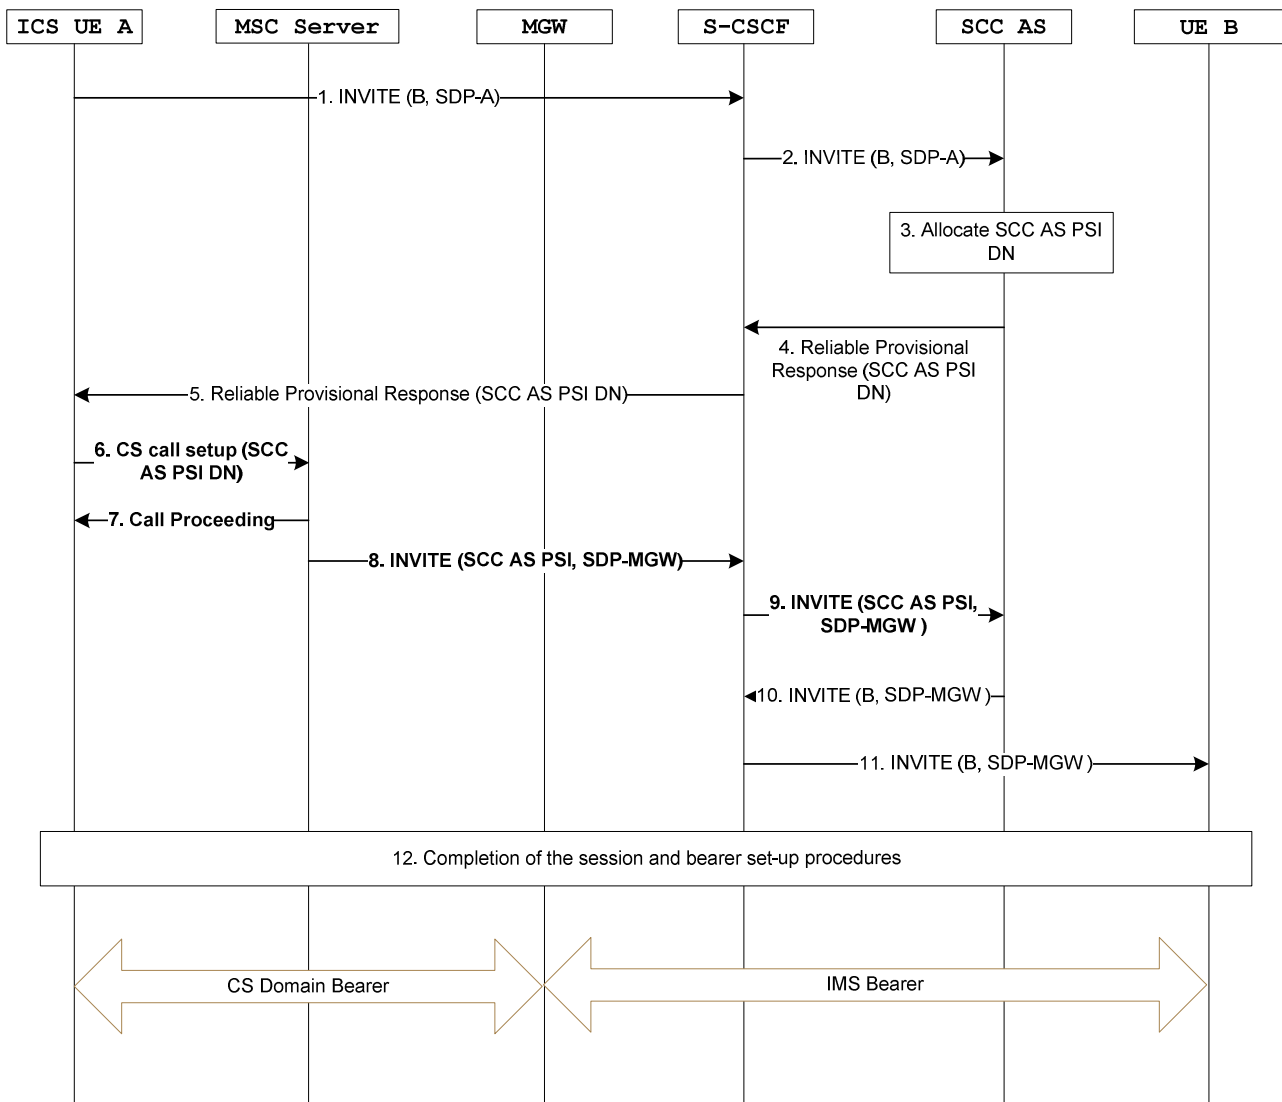 ICS UE A
MSC Server
MGW
S-CSCF
SCC AS
UE B
1. INVITE (B, SDP-A)
2. INVITE (B, SDP-A)
3. Allocate SCC AS PSI
DN
4. Reliable Provisional
Response (SCC AS PSI
DN)
5. Reliable Provisional Response (SCC AS PSI DN)
6. CS call setup (SCC
AS PSI DN)
7. Call Proceeding
8. INVITE (SCC AS PSI, SDP-MGW)
9. INVITE (SCC AS PSI,
SDP-MGW )
10. INVITE (B, SDP-MGW )
11. INVITE (B, SDP-MGW )
12. Completion of the session and bearer set-up procedures
CS Domain Bearer
IMS Bearer